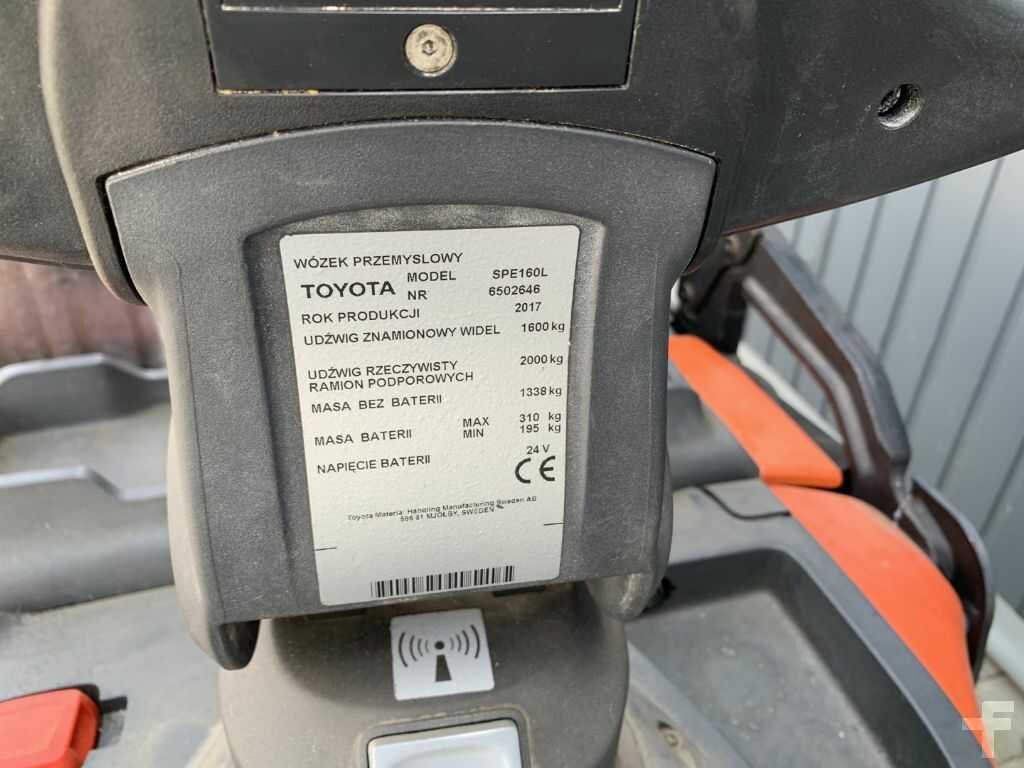 WÓZEK PRZEMYSLOWY
TOYOTA MODEL SPE160L
NR 6502646
ROK PRODUKCJI 2017
UDŹWIG ZNAMIONOWY WIDEL 1600 kg
UDŹWIG RZECZYWISTY
RAMION PODPOROWYCH 2000 kg
MASA BEZ BATERII 1338 kg
MASA BATERII MAX 310 kg
MIN 195 kg
NAPIĘCIE BATERII 24 V
CE
Toyota Material Handling Manufacturing Sweden AB
595 81 MJÖLBY, SWEDEN